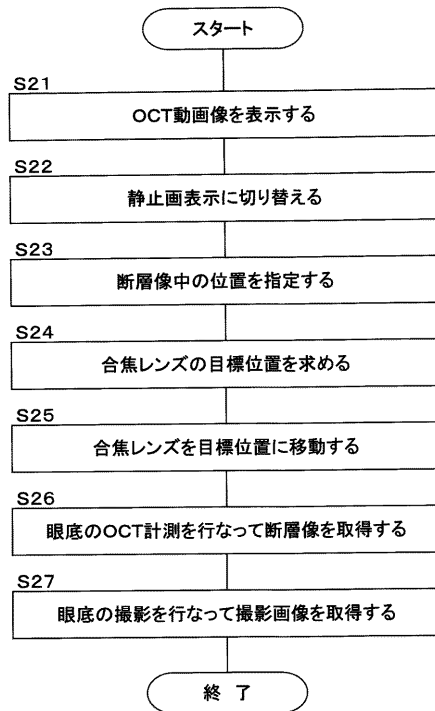 スタート
S21
OCT動画像を表示する
S22
静止画表示に切り替える
S23
断層像中の位置を指定する
S24
合焦レンズの目標位置を求める
S25
合焦レンズを目標位置に移動する
S26
眼底のOCT計測を行なって断層像を取得する
S27
眼底の撮影を行なって撮影画像を取得する
終 了